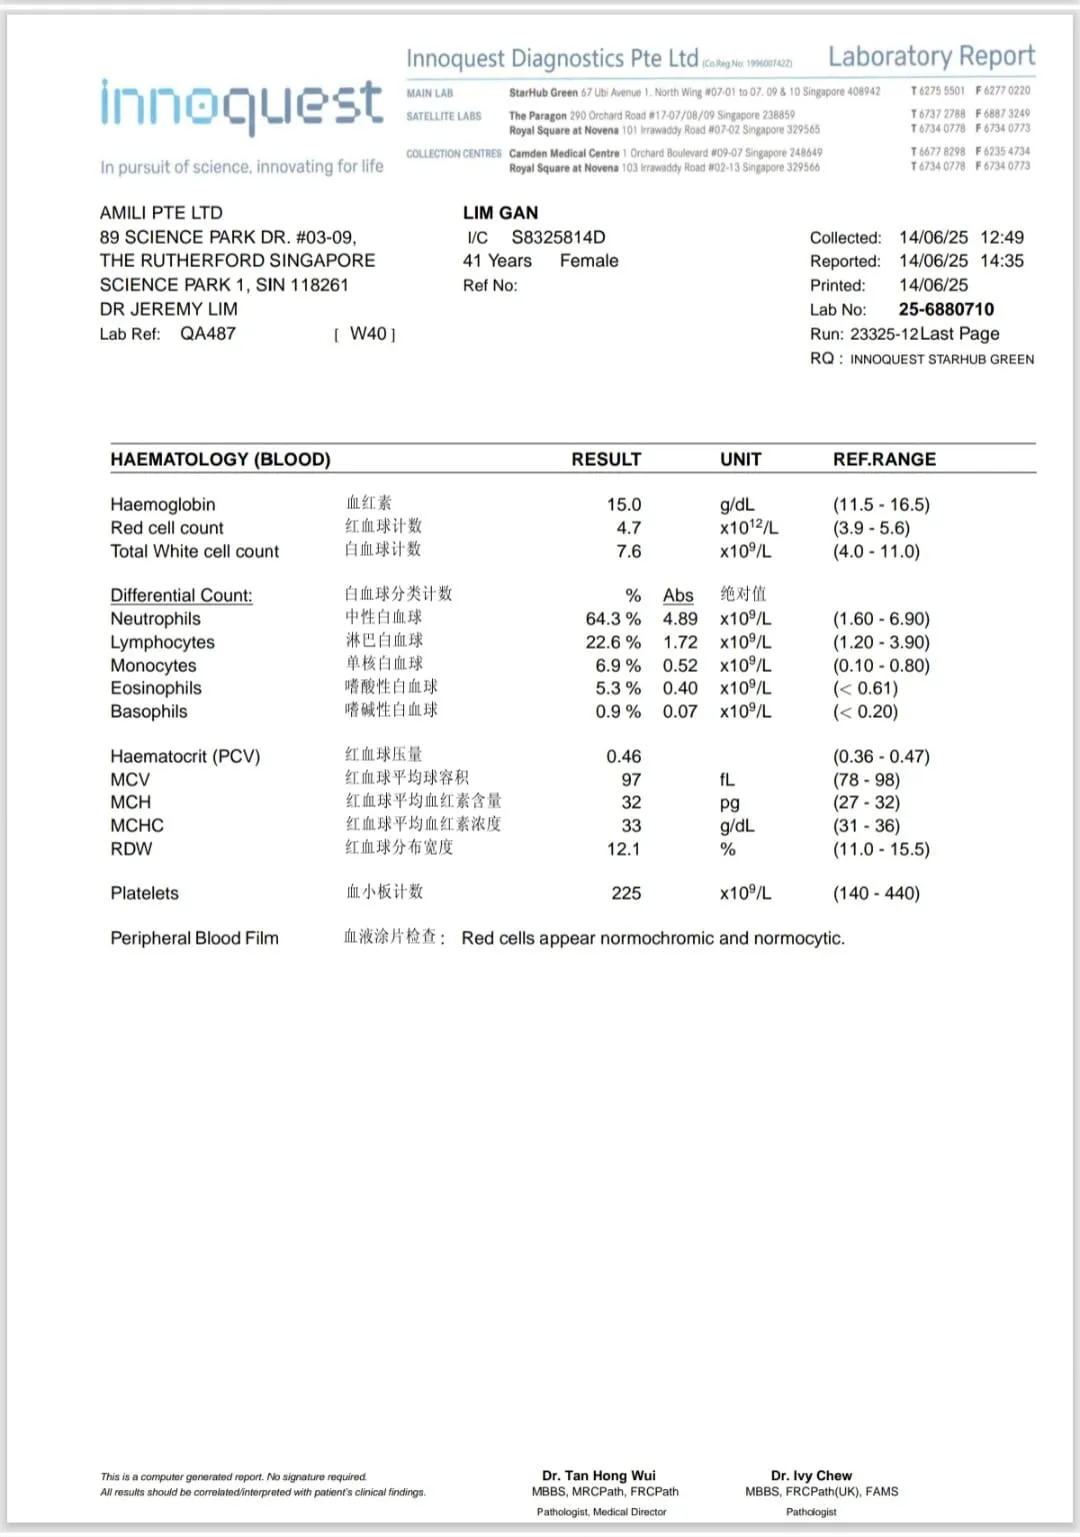 Innoquest Diagnostics Pte Ltd (Co.Reg.No: 199600742Z) Laboratory Report
innoquest
In pursuit of science, innovating for life
MAIN LAB StarHub Green 67 Ubi Avenue 1. North Wing #07-01 to 07. 09 & 10 Singapore 408942 T 6275 5501 F 6277 0220
SATELLITE LABS The Paragon 290 Orchard Road #17-07/08/09 Singapore 238859 T 6737 2788 F 6887 3249
Royal Square at Novena 101 Irrawaddy Road #07-02 Singapore 329565 T 6734 0778 F 6734 0773
COLLECTION CENTRES Camden Medical Centre 1 Orchard Boulevard #09-07 Singapore 248649 T 6677 8298 F 6235 4734
Royal Square at Novena 103 Irrawaddy Road #02-13 Singapore 329566 T 6734 0778 F 6734 0773
AMILI PTE LTD
89 SCIENCE PARK DR. #03-09,
THE RUTHERFORD SINGAPORE
SCIENCE PARK 1, SIN 118261
DR JEREMY LIM
Lab Ref: QA487 [ W40 ]
LIM GAN
I/C S8325814D
41 Years Female
Ref No:
Collected: 14/06/25 12:49
Reported: 14/06/25 14:35
Printed: 14/06/25
Lab No: 25-6880710
Run: 23325-12 Last Page
RQ : INNOQUEST STARHUB GREEN
HAEMATOLOGY (BLOOD) RESULT UNIT REF.RANGE
Haemoglobin 血红素 15.0 g/dL (11.5 - 16.5)
Red cell count 红血球计数 4.7 x10¹²/L (3.9 - 5.6)
Total White cell count 白血球计数 7.6 x10⁹/L (4.0 - 11.0)
Differential Count: 白血球分类计数 % Abs 绝对值
Neutrophils 中性白血球 64.3 % 4.89 x10⁹/L (1.60 - 6.90)
Lymphocytes 淋巴白血球 22.6 % 1.72 x10⁹/L (1.20 - 3.90)
Monocytes 单核白血球 6.9 % 0.52 x10⁹/L (0.10 - 0.80)
Eosinophils 嗜酸性白血球 5.3 % 0.40 x10⁹/L (< 0.61)
Basophils 嗜碱性白血球 0.9 % 0.07 x10⁹/L (< 0.20)
Haematocrit (PCV) 红血球压量 0.46 (0.36 - 0.47)
MCV 红血球平均球容积 97 fL (78 - 98)
MCH 红血球平均血红素含量 32 pg (27 - 32)
MCHC 红血球平均血红素浓度 33 g/dL (31 - 36)
RDW 红血球分布宽度 12.1 % (11.0 - 15.5)
Platelets 血小板计数 225 x10⁹/L (140 - 440)
Peripheral Blood Film 血液涂片检查： Red cells appear normochromic and normocytic.
This is a computer generated report. No signature required.
All results should be correlated/interpreted with patient's clinical findings.
Dr. Tan Hong Wui
MBBS, MRCPath, FRCPath
Pathologist, Medical Director
Dr. Ivy Chew
MBBS, FRCPath(UK), FAMS
Pathologist